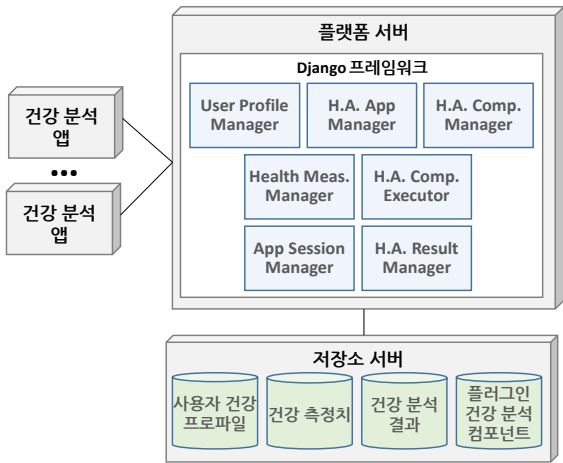 플랫폼 서버
Django 프레임워크
User Profile
Manager
H.A. App
Manager
H.A. Comp.
Manager
Health Meas.
Manager
H.A. Comp.
Executor
App Session
Manager
H.A. Result
Manager
건강 분석
앱
...
건강 분석
앱
저장소 서버
사용자 건강
프로파일
건강 측정치
건강 분석
결과
플러그인
건강 분석
컴포넌트